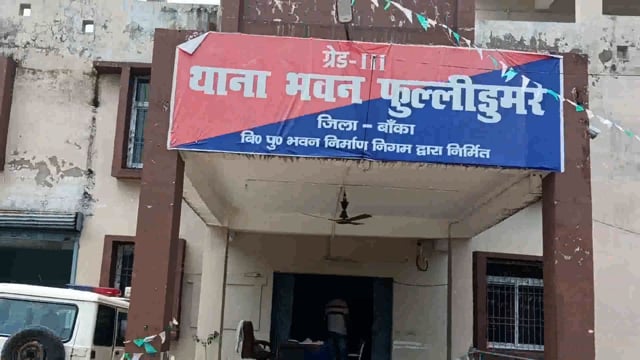 ग्रेड-III
थाना भवन फुल्लीडुमर
जिला - बाँका
बि० पु० भवन निर्माण निगम द्वारा निर्मित